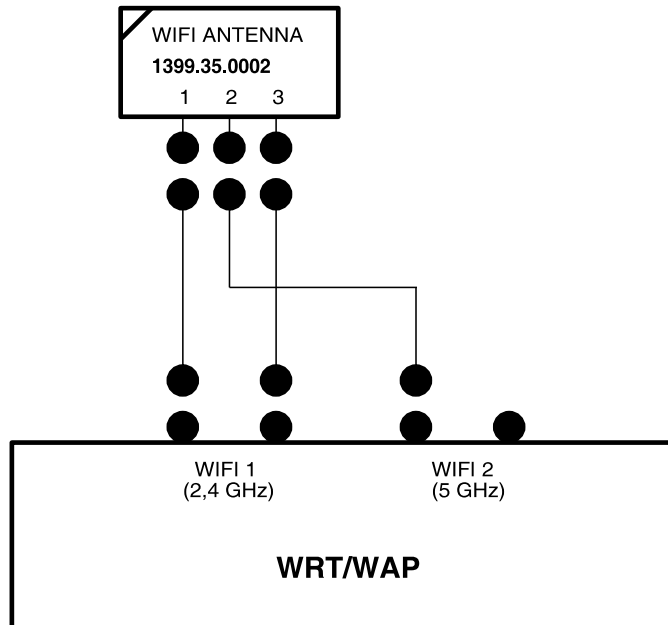 WIFI ANTENNA
1399.35.0002
1 2 3
WIFI 1 WIFI 2
(2,4 GHz) (5 GHz)
WRT/WAP